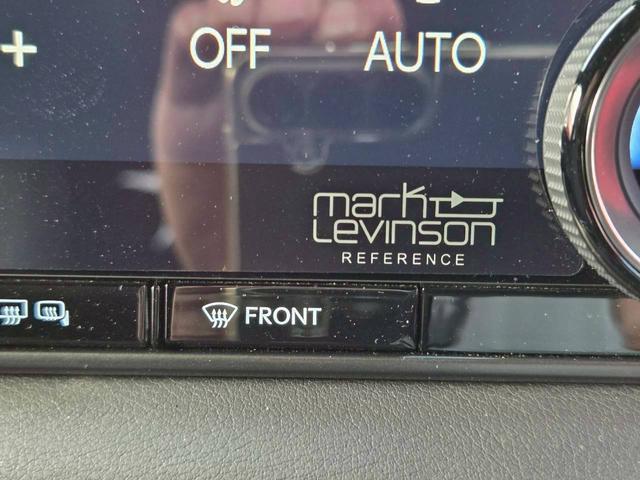 + OFF AUTO
mark
Levinson
REFERENCE
FRONT